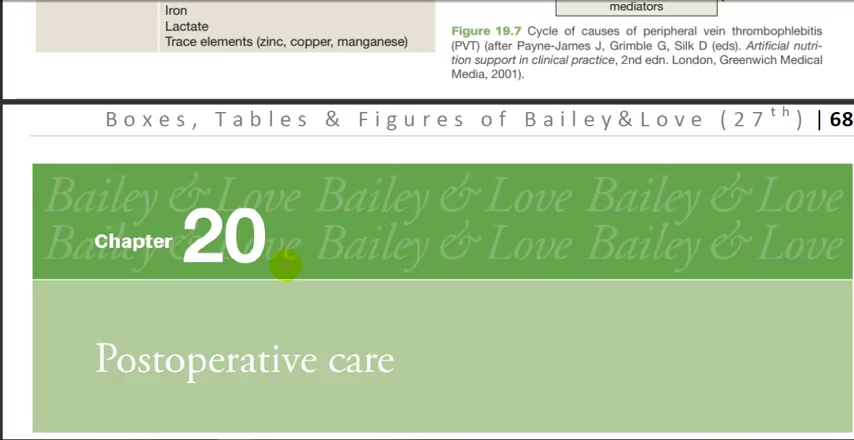 Iron
Lactate
Trace elements (zinc, copper, manganese)
mediators
Figure 19.7 Cycle of causes of peripheral vein thrombophlebitis
(PVT) (after Payne-James J, Grimble G, Silk D (eds). Artificial nutri-
tion support in clinical practice, 2nd edn. London, Greenwich Medical
Media, 2001).
Boxes, Tables & Figures of Bailey&Love (27th) | 68
Bailey & Love Bailey & Love Bailey & Love
Bailey & Love Bailey & Love Bailey & Love
Chapter 20
Postoperative care